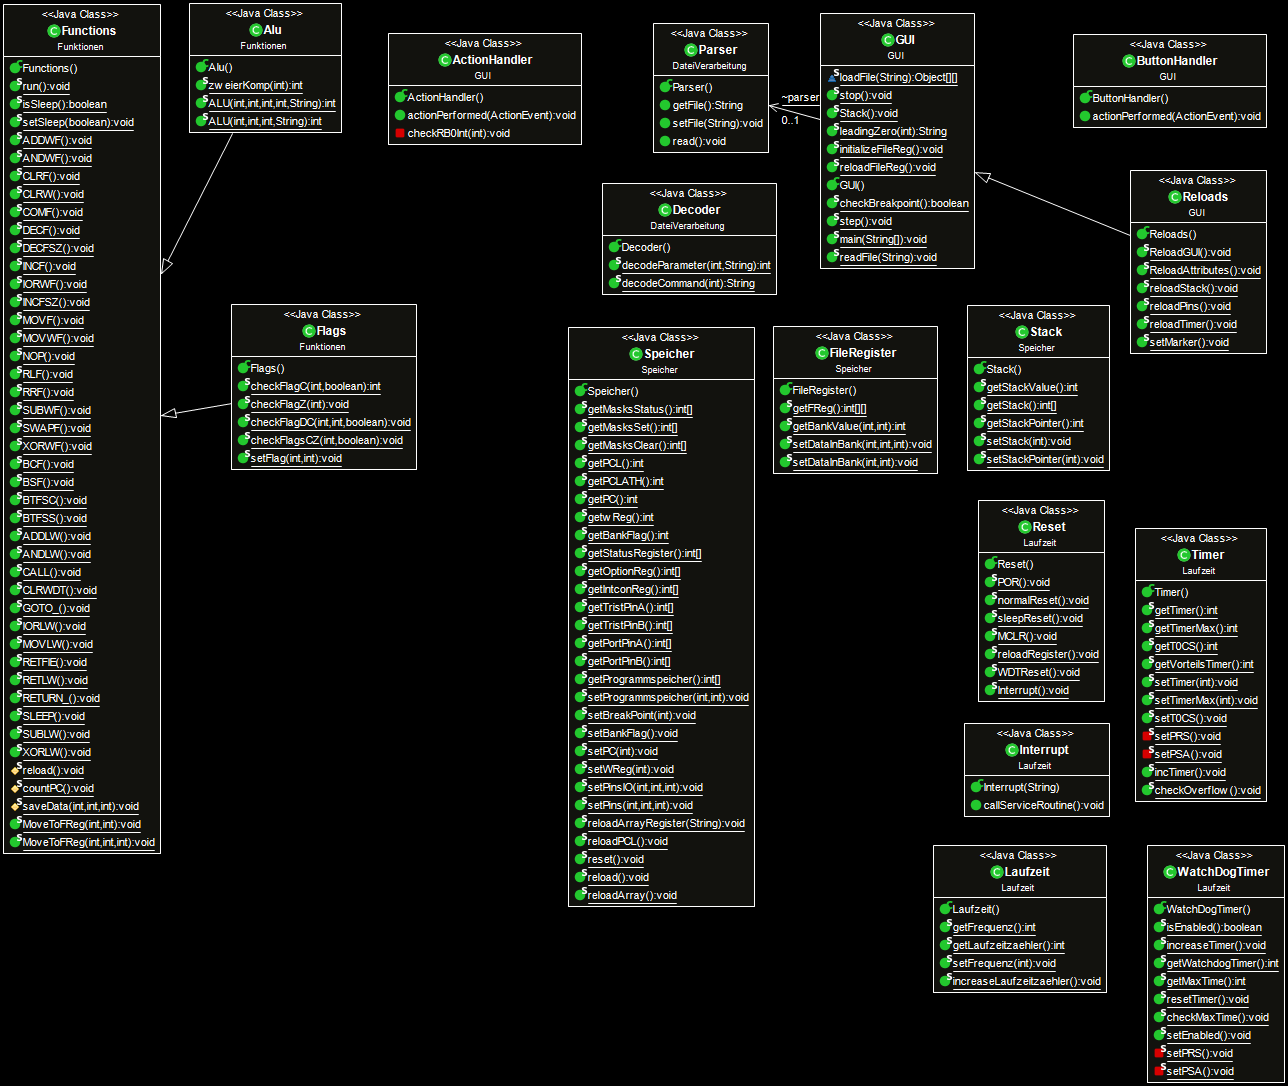 <<Java Class>>
Functions
Funktionen
Functions()
run():void
isSleep():boolean
setSleep(boolean):void
ADDWF():void
ANDWF():void
CLRF():void
CLRW():void
COMF():void
DECF():void
DECFSZ():void
INCF():void
IORWF():void
INCFSZ():void
MOVF():void
MOVWF():void
NOP():void
RLF():void
RRF():void
SUBWF():void
SWAPF():void
XORWF():void
BCF():void
BSF():void
BTFSC():void
BTFSS():void
ADDLW():void
ANDLW():void
CALL():void
CLRWDT():void
GOTO_():void
IORLW():void
MOVLW():void
RETFIE():void
RETLW():void
RETURN_():void
SLEEP():void
SUBLW():void
XORLW():void
reload():void
countPC():void
saveData(int,int,int):void
MoveToFReg(int,int):void
MoveToFReg(int,int,int):void
<<Java Class>>
Alu
Funktionen
Alu()
zweierKomp(int):int
ALU(int,int,int,int,String):int
ALU(int,int,int,String):int
<<Java Class>>
Flags
Funktionen
Flags()
checkFlagC(int,boolean):int
checkFlagZ(int):void
checkFlagDC(int,int,boolean):void
checkFlagsCZ(int,boolean):void
setFlag(int,int):void
<<Java Class>>
ActionHandler
GUI
ActionHandler()
actionPerformed(ActionEvent):void
checkRB0Int(int):void
<<Java Class>>
Parser
DateiVerarbeitung
Parser()
getFile():String
setFile(String):void
read():void
~parser
0..1
<<Java Class>>
GUI
GUI
loadFile(String):Object[][]
stop():void
Stack():void
leadingZero(int):String
initializeFileReg():void
reloadFileReg():void
GUI()
checkBreakpoint():boolean
step():void
main(String[]):void
readFile(String):void
<<Java Class>>
ButtonHandler
GUI
ButtonHandler()
actionPerformed(ActionEvent):void
<<Java Class>>
Decoder
DateiVerarbeitung
Decoder()
decodeParameter(int,String):int
decodeCommand(int):String
<<Java Class>>
Reloads
GUI
Reloads()
ReloadGUI():void
ReloadAttributes():void
reloadStack():void
reloadPins():void
reloadTimer():void
setMarker():void
<<Java Class>>
Speicher
Speicher
Speicher()
getMasksStatus():int[]
getMasksSet():int[]
getMasksClear():int[]
getPCL():int
getPCLATH():int
getPC():int
getwReg():int
getBankFlag():int
getStatusRegister():int[]
getOptionReg():int[]
getIntconReg():int[]
getTristPinA():int[]
getTristPinB():int[]
getPortPinA():int[]
getPortPinB():int[]
getProgrammspeicher():int[]
setProgrammspeicher(int,int):void
setBreakPoint(int):void
setBankFlag():void
setPC(int):void
setWReg(int):void
setPinsIO(int,int,int):void
setPins(int,int,int):void
reloadArrayRegister(String):void
reloadPCL():void
reset():void
reload():void
reloadArray():void
<<Java Class>>
FileRegister
Speicher
FileRegister()
getFReg():int[][]
getBankValue(int,int):int
setDataInBank(int,int,int):void
setDataInBank(int,int):void
<<Java Class>>
Stack
Speicher
Stack()
getStackValue():int
getStack():int[]
getStackPointer():int
setStack(int):void
setStackPointer(int):void
<<Java Class>>
Reset
Laufzeit
Reset()
POR():void
normalReset():void
sleepReset():void
MCLR():void
reloadRegister():void
WDTReset():void
Interrupt():void
<<Java Class>>
Timer
Laufzeit
Timer()
getTimer():int
getTimerMax():int
getT0CS():int
getVorteilsTimer():int
setTimer(int):void
setTimerMax(int):void
setT0CS():void
setPRS():void
setPSA():void
incTimer():void
checkOverflow():void
<<Java Class>>
Interrupt
Laufzeit
Interrupt(String)
callServiceRoutine():void
<<Java Class>>
Laufzeit
Laufzeit
Laufzeit()
getFrequenz():int
getLaufzeitzaehler():int
setFrequenz(int):void
increaseLaufzeitzaehler():void
<<Java Class>>
WatchDogTimer
Laufzeit
WatchDogTimer()
isEnabled():boolean
increaseTimer():void
getWatchdogTimer():int
getMaxTime():int
resetTimer():void
checkMaxTime():void
setEnabled():void
setPRS():void
setPSA():void